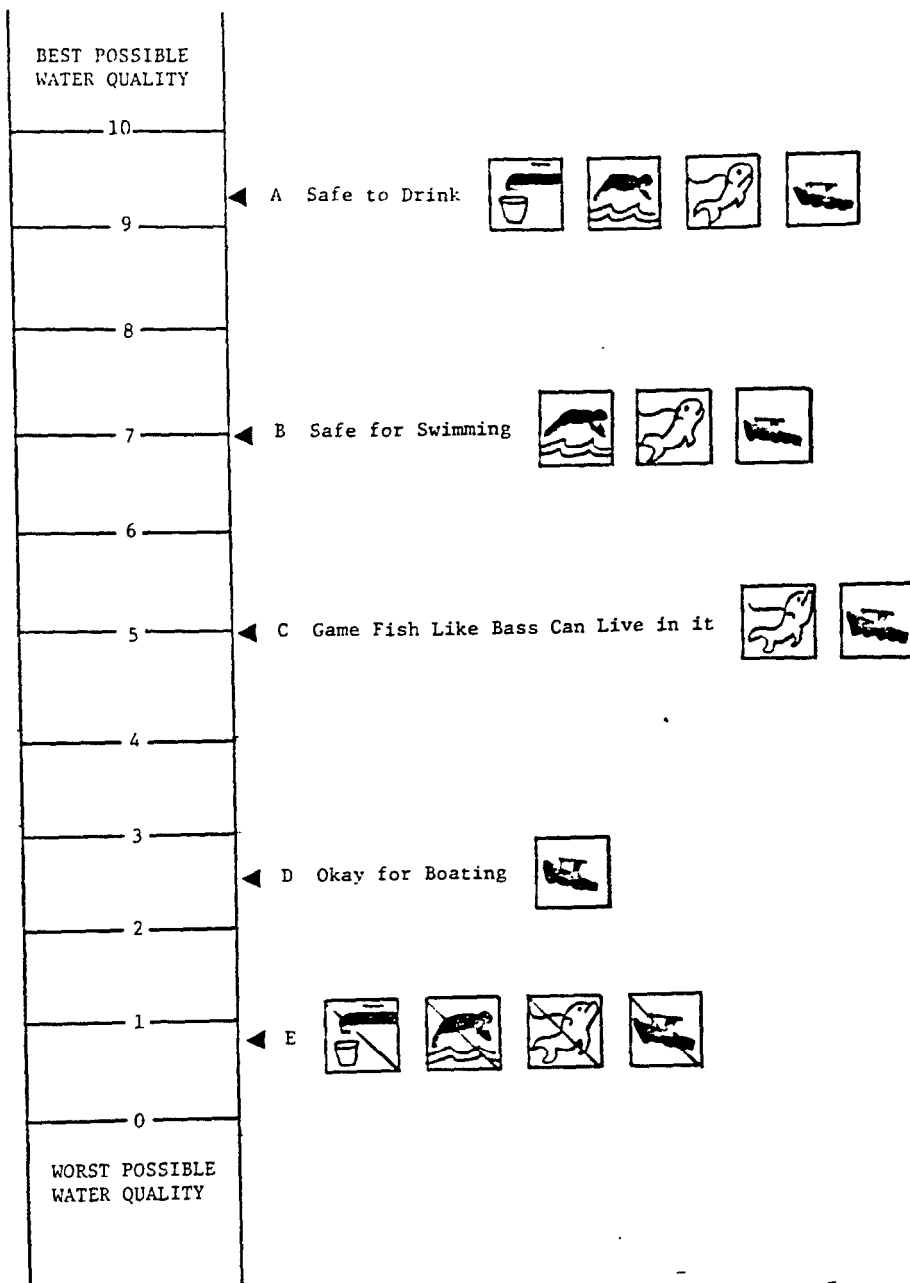 BEST POSSIBLE
WATER QUALITY
10
A Safe to Drink
9
8
7
B Safe for Swimming
6
5
C Game Fish Like Bass Can Live in it
4
3
D Okay for Boating
2
1
E
0
WORST POSSIBLE
WATER QUALITY